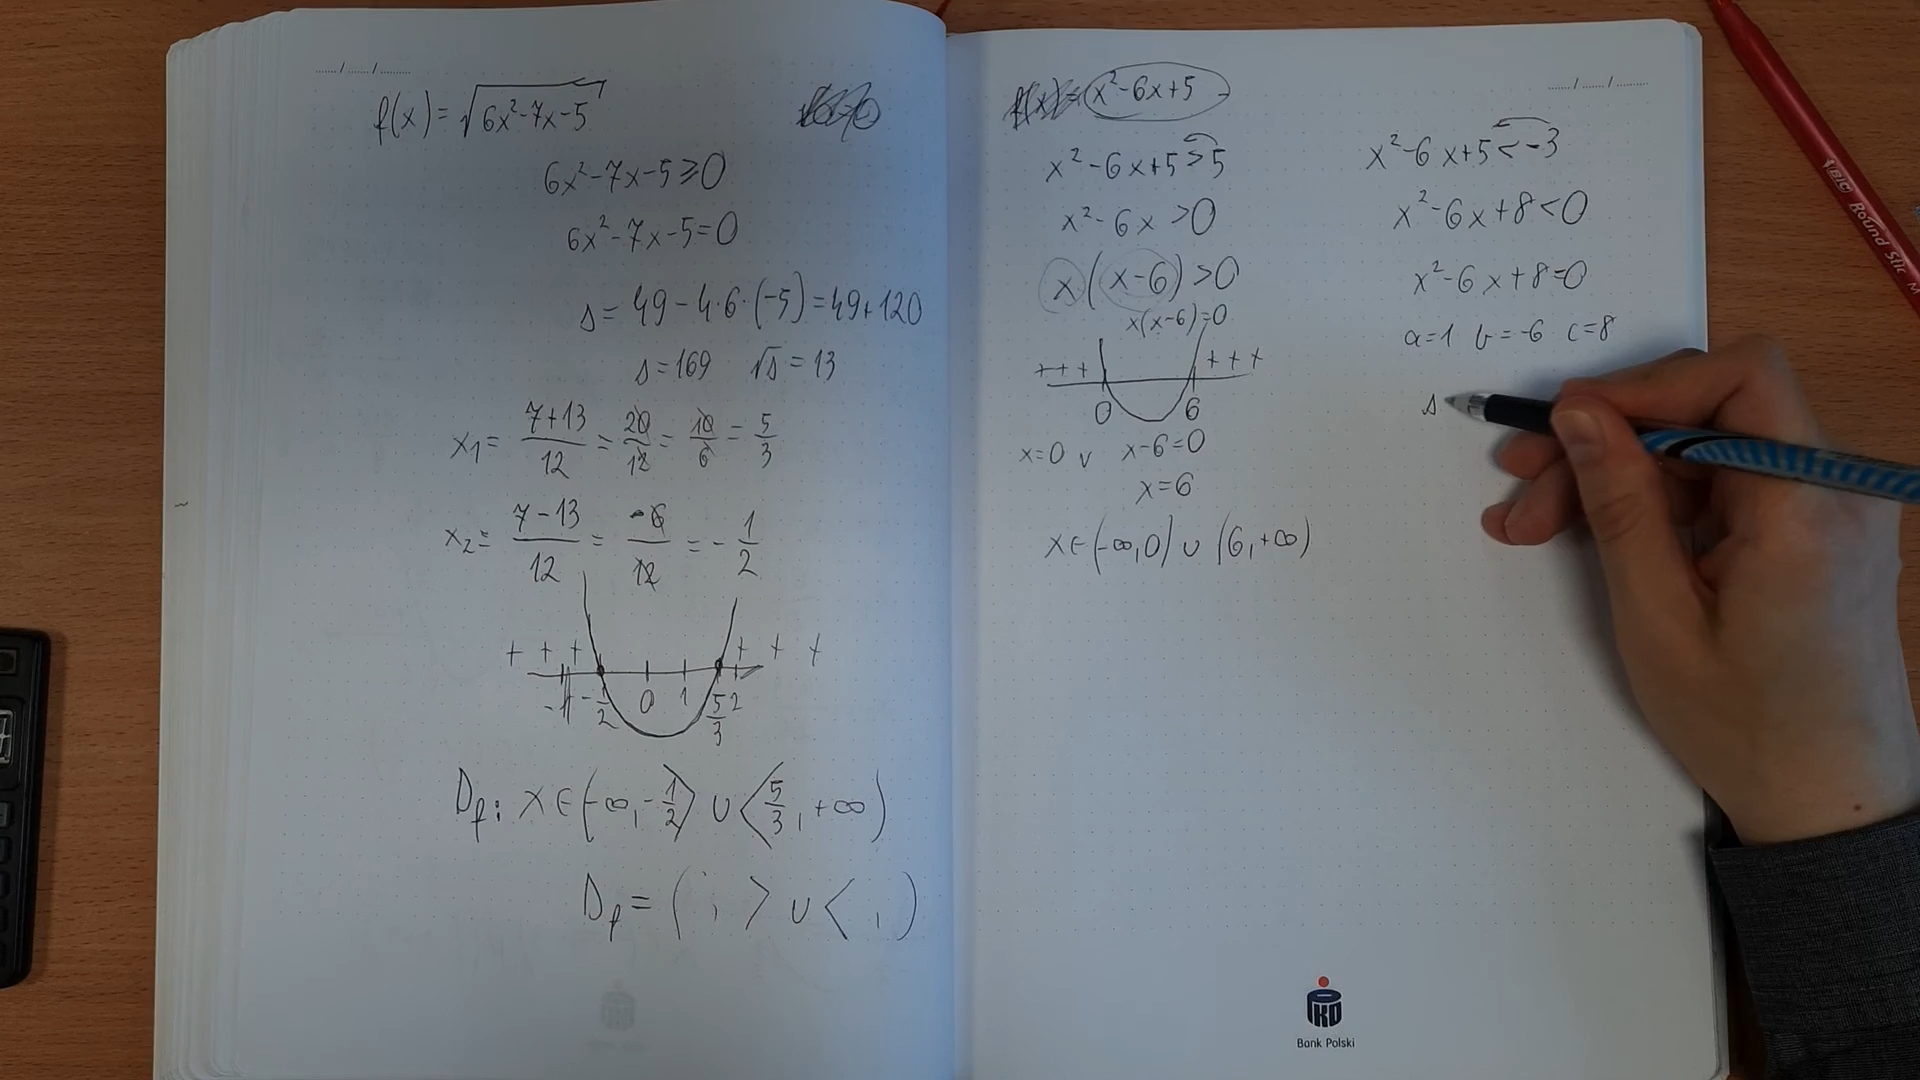 f(x) = √6x²-7x-5
6x²-7x-5⩾0
6x²-7x-5=0
Δ = 49-4·6·(-5)=49+120
Δ=169 √Δ = 13
x₁= 7+13/12 = 20/12 = 10/6 = 5/3
x₂= 7-13/12 = -6/12 = -1/2
+ + + + + +
-1 -1/2 0 1 5/3 2
Df: x∈(-∞,-1/2⟩ ∪ ⟨5/3, +∞)
Df = ( , ⟩ ∪ ⟨ , )
x²-6x+5
x²-6x+5>5
x²-6x>0
x(x-6)>0
x(x-6)=0
+++ +++
0 6
x=0 v x-6=0
x=6
x∈(-∞,0) ∪ (6,+∞)
x²-6x+5<-3
x²-6x+8<0
x²-6x+8=0
a=1 b=-6 c=8
Δ
PKO
Bank Polski
BIC Round Stic M